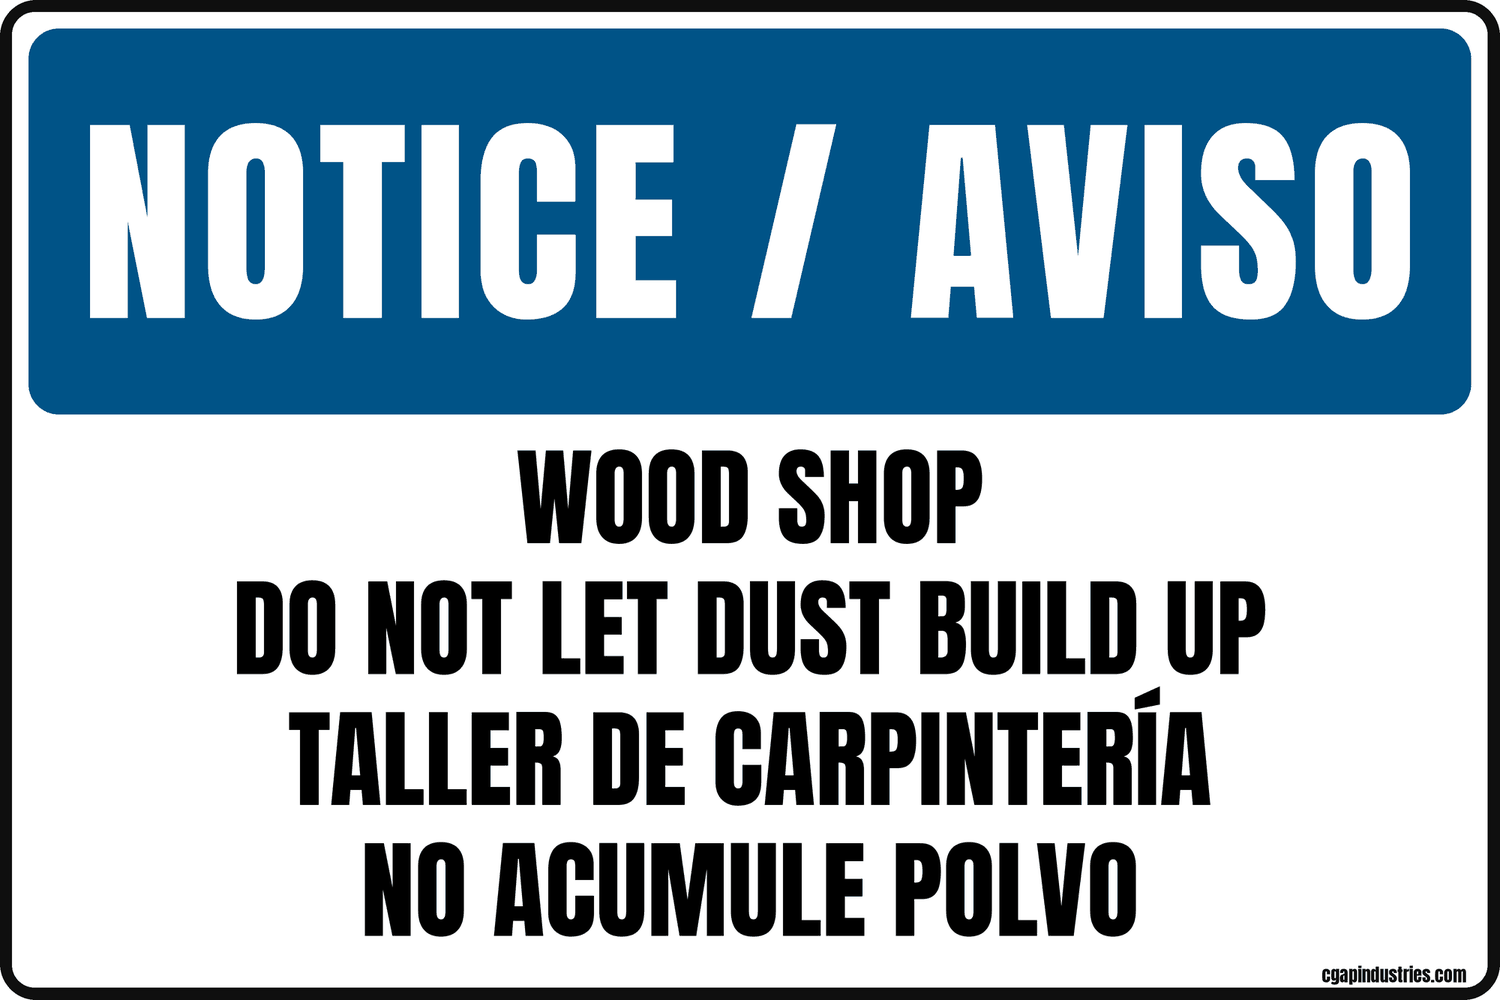 NOTICE / AVISO
WOOD SHOP
DO NOT LET DUST BUILD UP
TALLER DE CARPINTERÍA
NO ACUMULE POLVO
cgapindustries.com